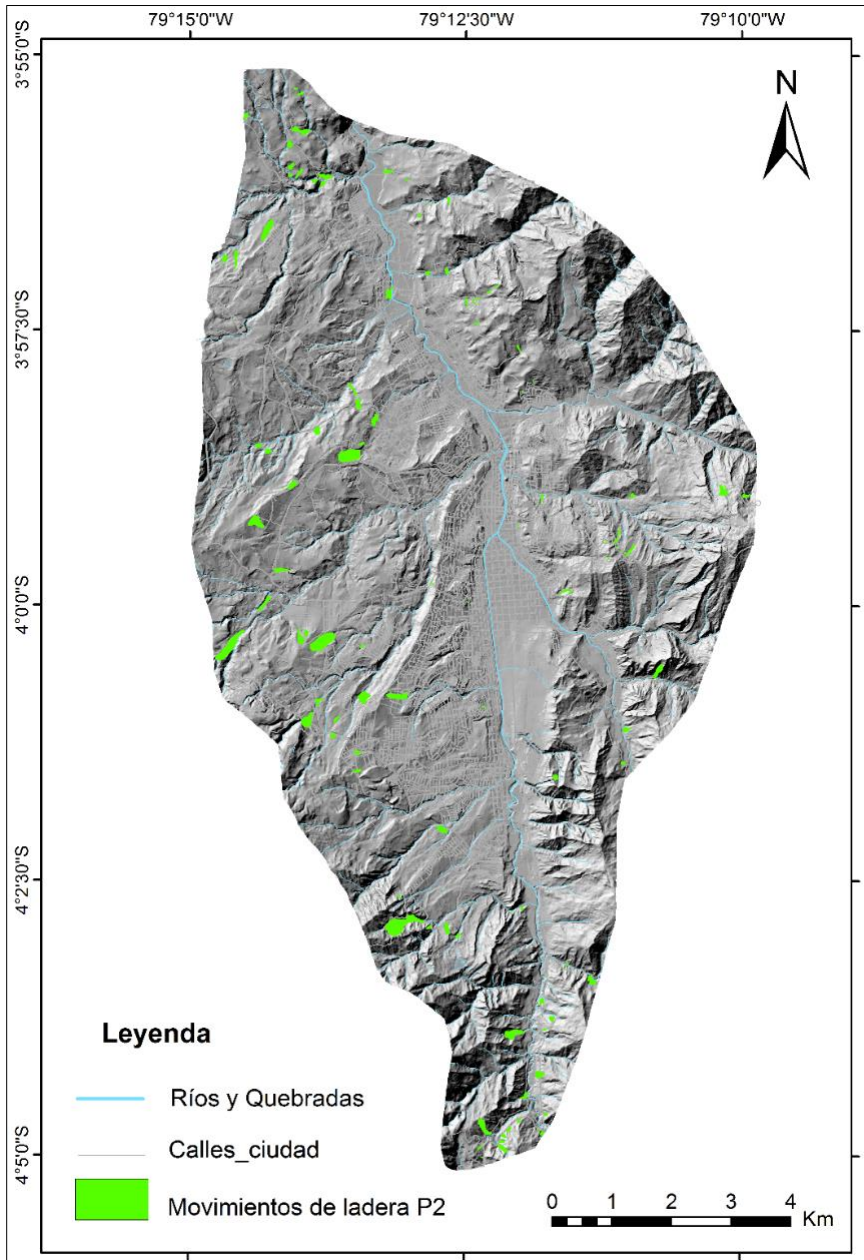 79°15'0"W 79°12'30"W 79°10'0"W
3°55'0"S
N
3°57'30"S
4°0'0"S
4°2'30"S
4°5'0"S
Leyenda
Ríos y Quebradas
Calles_ciudad
Movimientos de ladera P2
0 1 2 3 4
Km